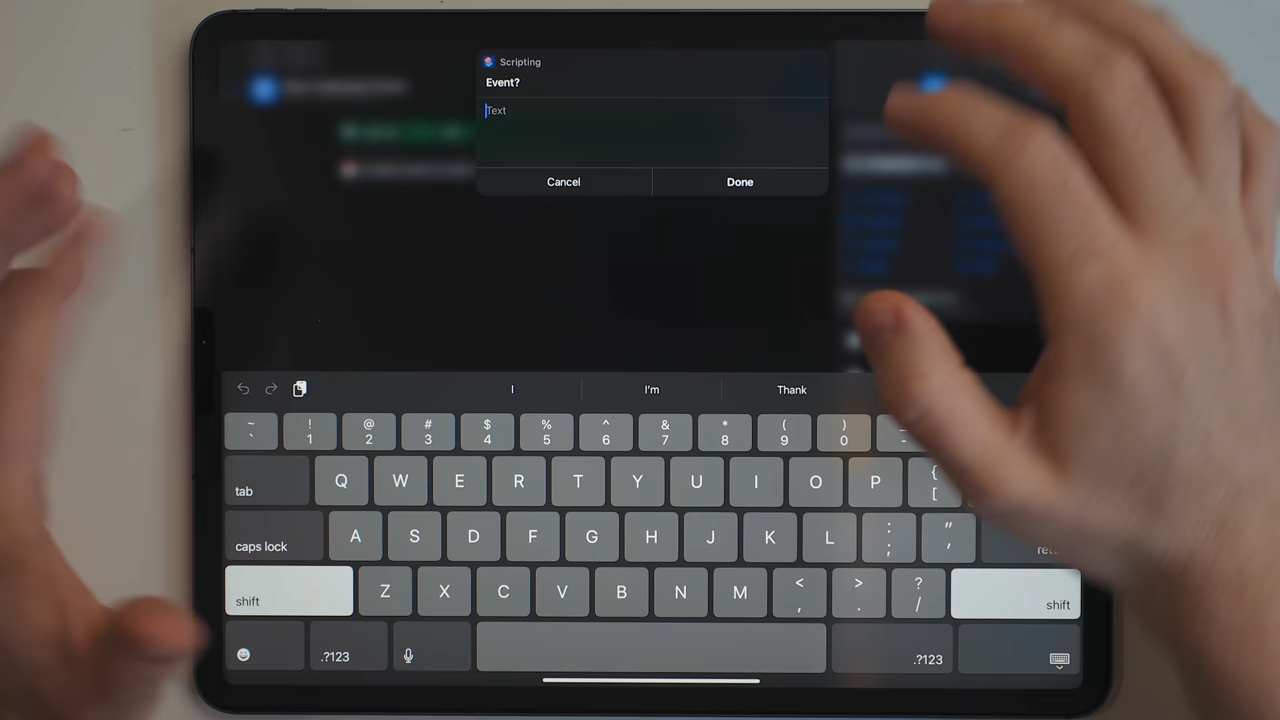 Scripting
Event?
Text
Cancel Done
I I'm Thank
~ ! @ # $ % ^ & * ( ) _
` 1 2 3 4 5 6 7 8 9 0 -
tab Q W E R T Y U I O P { [
caps lock A S D F G H J K L : ; " '
shift Z X C V B N M < , > . ? / shift
.?123 .?123